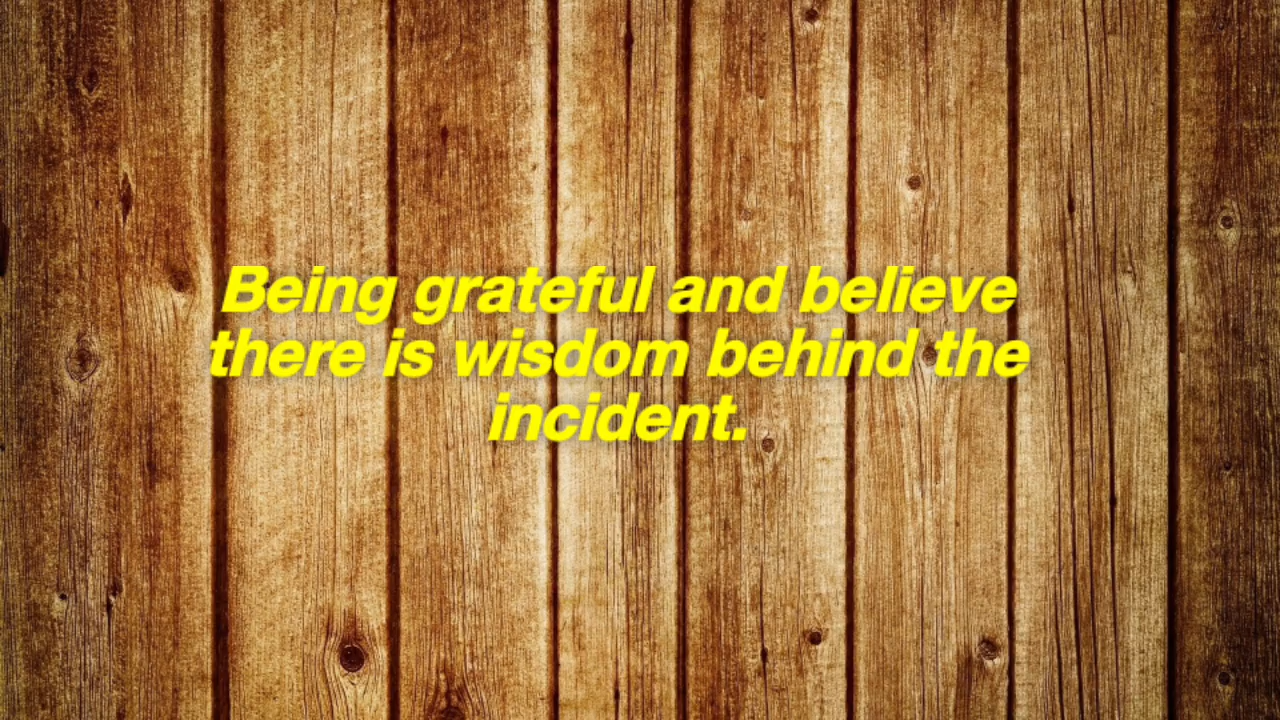 Being grateful and believe
there is wisdom behind the
incident.